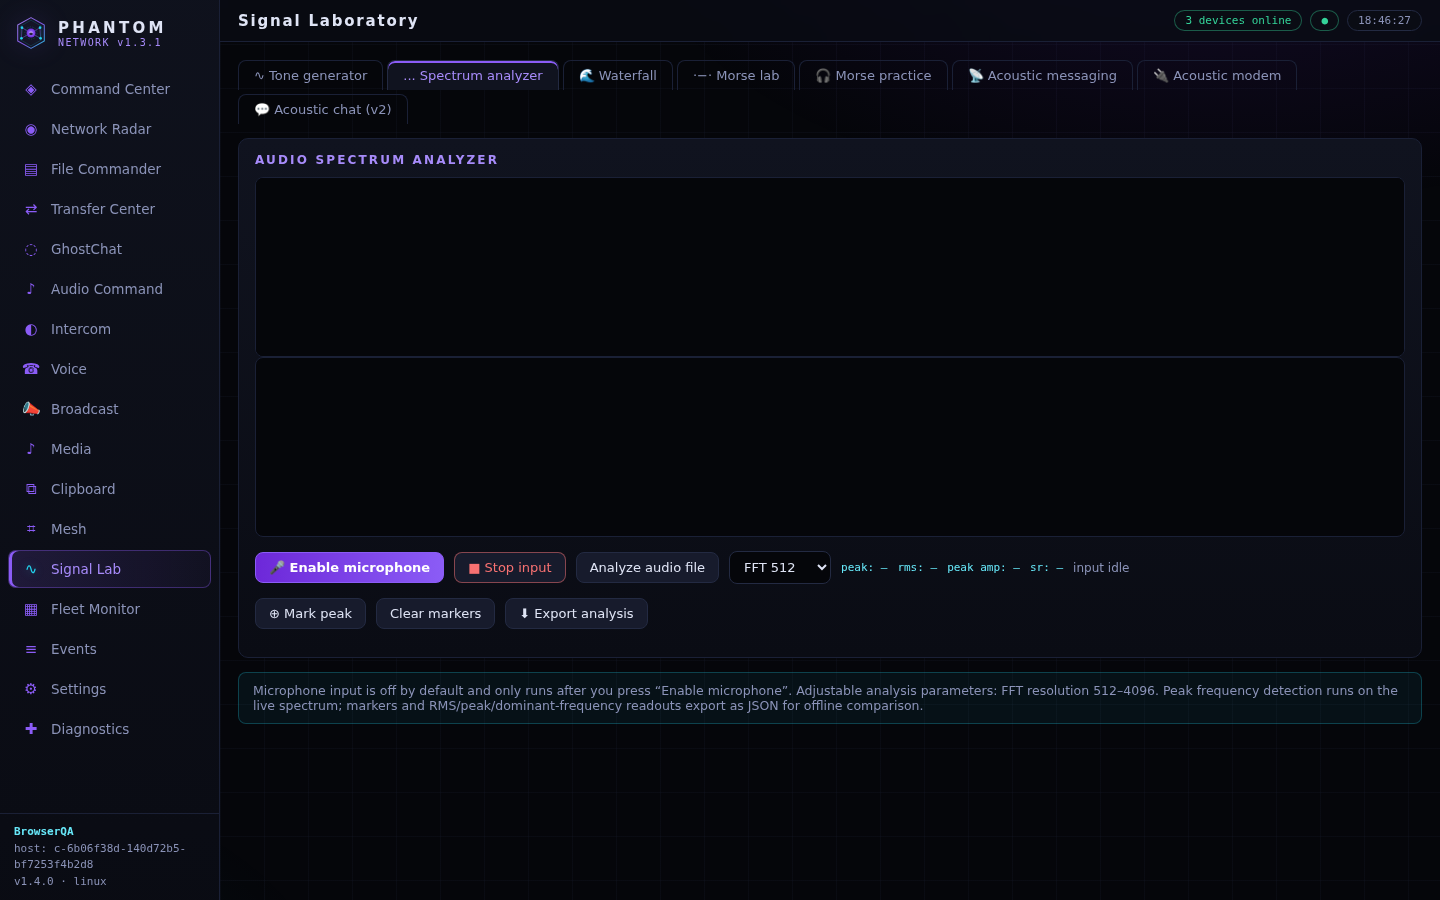 PHANTOM
NETWORK v1.3.1
Command Center
Network Radar
File Commander
Transfer Center
GhostChat
Audio Command
Intercom
Voice
Broadcast
Media
Clipboard
Mesh
Signal Lab
Fleet Monitor
Events
Settings
Diagnostics
BrowserQA
host: c-6b06f38d-140d72b5-
bf7253f4b2d8
v1.4.0 · linux
Signal Laboratory
3 devices online ● 18:46:27
∿ Tone generator … Spectrum analyzer 🌊 Waterfall ·−· Morse lab 🎧 Morse practice 📡 Acoustic messaging 🔌 Acoustic modem
💬 Acoustic chat (v2)
AUDIO SPECTRUM ANALYZER
🎤 Enable microphone ■ Stop input Analyze audio file FFT 512 peak: — rms: — peak amp: — sr: — input idle
⊕ Mark peak Clear markers ⬇ Export analysis
Microphone input is off by default and only runs after you press “Enable microphone”. Adjustable analysis parameters: FFT resolution 512–4096. Peak frequency detection runs on the
live spectrum; markers and RMS/peak/dominant-frequency readouts export as JSON for offline comparison.